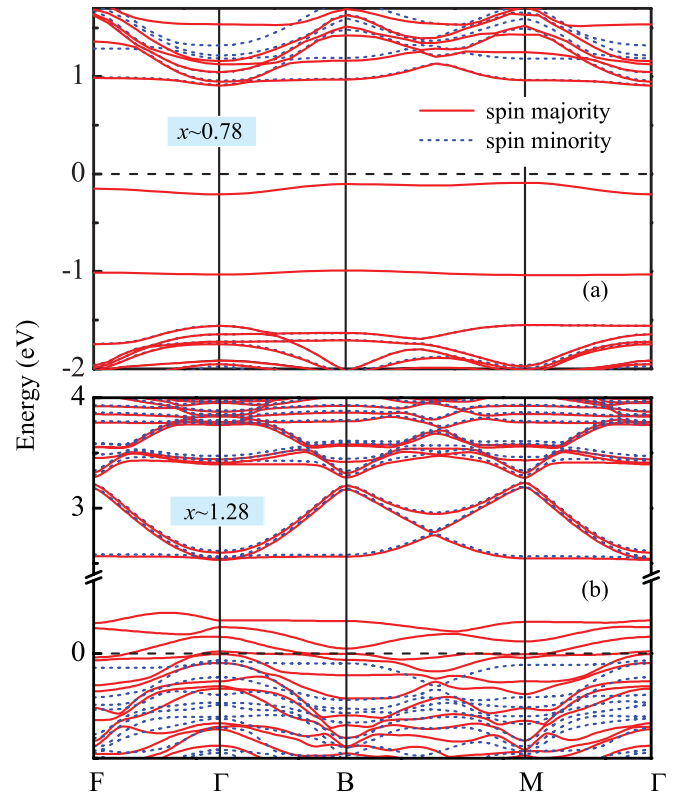 1
x~0.78
spin majority
spin minority
0
-1
(a)
-2
Energy (eV)
4
3
x~1.28
(b)
0
F Γ B M Γ